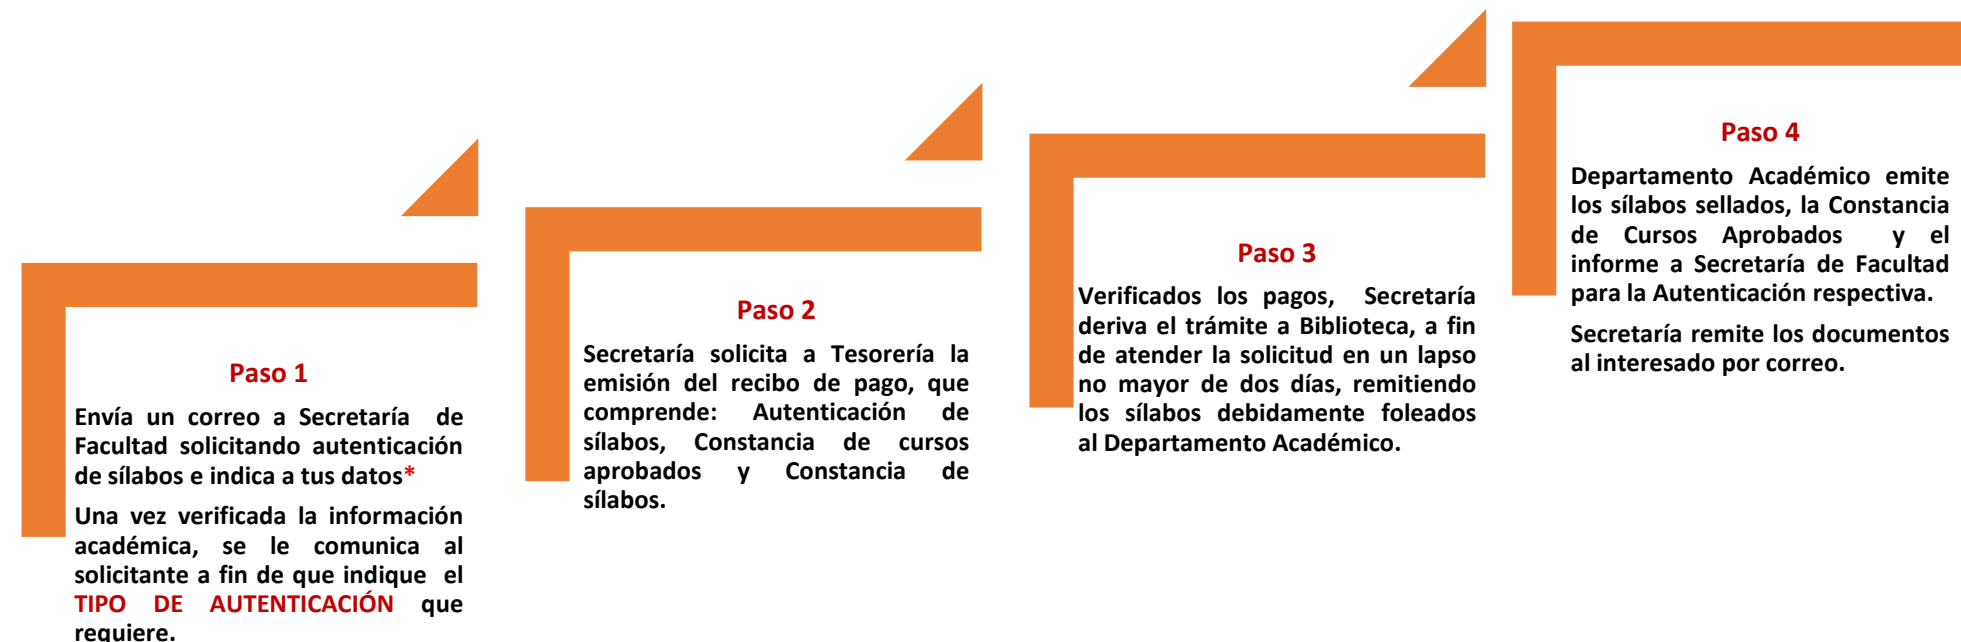 Paso 1
Envía un correo a Secretaría de
Facultad solicitando autenticación
de sílabos e indica a tus datos*
Una vez verificada la información
académica, se le comunica al
solicitante a fin de que indique el
TIPO DE AUTENTICACIÓN que
requiere.
Paso 2
Secretaría solicita a Tesorería la
emisión del recibo de pago, que
comprende: Autenticación de
sílabos, Constancia de cursos
aprobados y Constancia de
sílabos.
Paso 3
Verificados los pagos, Secretaría
deriva el trámite a Biblioteca, a fin
de atender la solicitud en un lapso
no mayor de dos días, remitiendo
los sílabos debidamente foleados
al Departamento Académico.
Paso 4
Departamento Académico emite
los sílabos sellados, la Constancia
de Cursos Aprobados y el
informe a Secretaría de Facultad
para la Autenticación respectiva.
Secretaría remite los documentos
al interesado por correo.